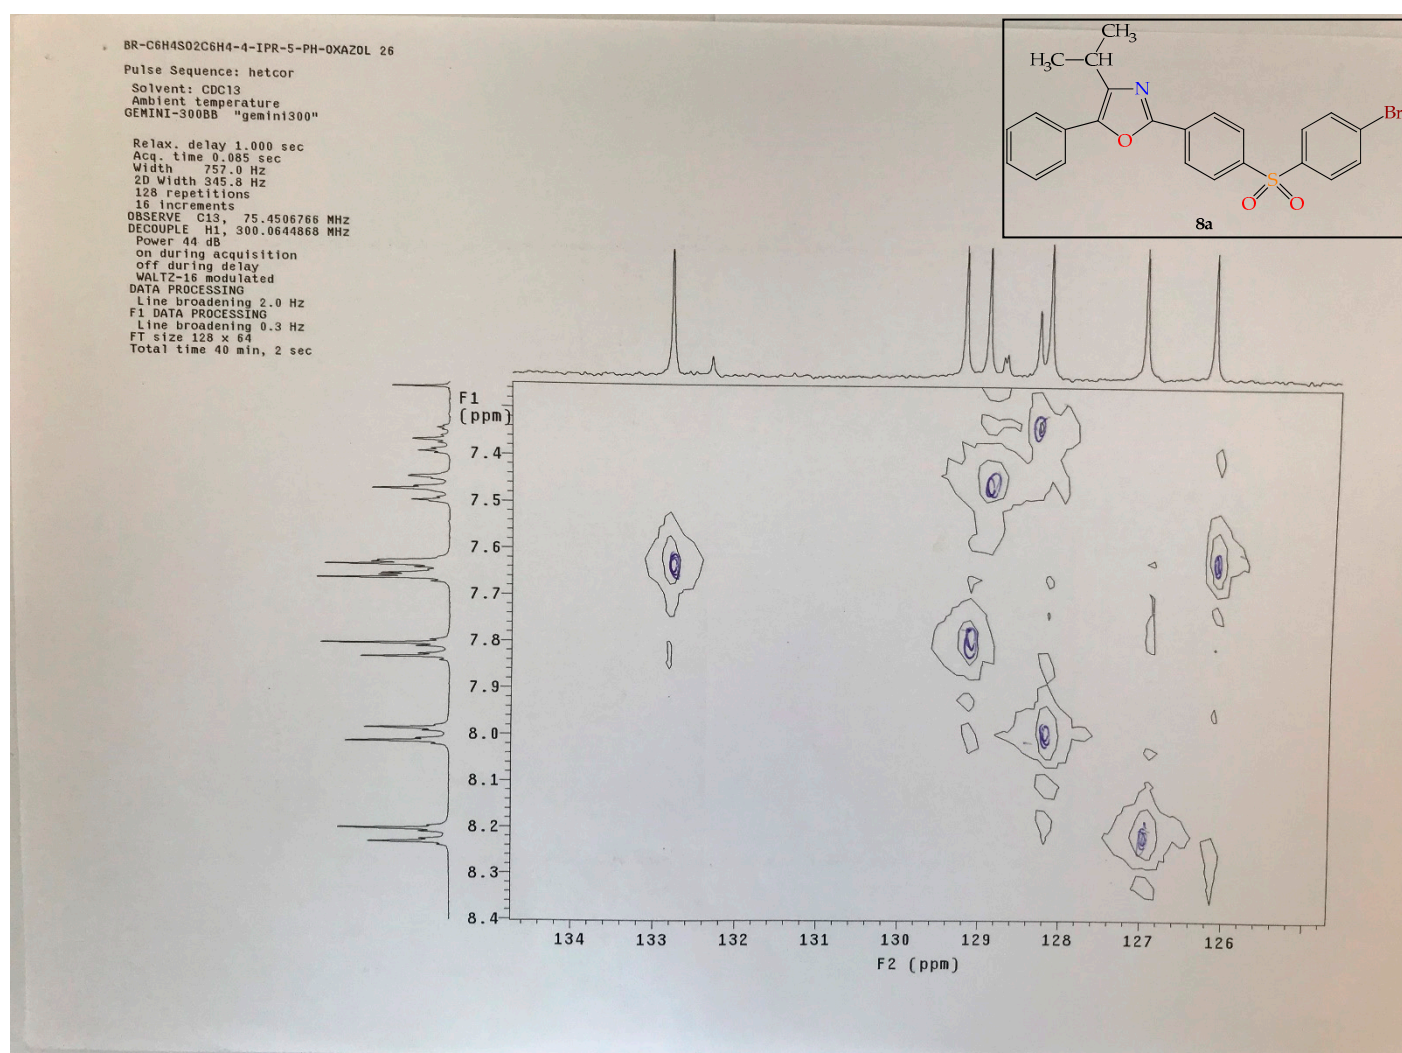 BR-C6H4SO2C6H4-4-IPR-5-PH-OXAZOL 26
Pulse Sequence: hetcor
Solvent: CDCl3
Ambient temperature
GEMINI-300BB "gemini300"
Relax. delay 1.000 sec
Acq. time 0.085 sec
Width 757.0 Hz
2D Width 345.8 Hz
128 repetitions
16 increments
OBSERVE C13, 75.4506766 MHz
DECOUPLE H1, 300.0644868 MHz
Power 44 dB
on during acquisition
off during delay
WALTZ-16 modulated
DATA PROCESSING
Line broadening 2.0 Hz
F1 DATA PROCESSING
Line broadening 0.3 Hz
FT size 128 x 64
Total time 40 min, 2 sec
CH3
H3C CH
N
O
Br
S
O O
8a
F1
(ppm)
7.4
7.5
7.6
7.7
7.8
7.9
8.0
8.1
8.2
8.3
8.4
134 133 132 131 130 129 128 127 126
F2 (ppm)